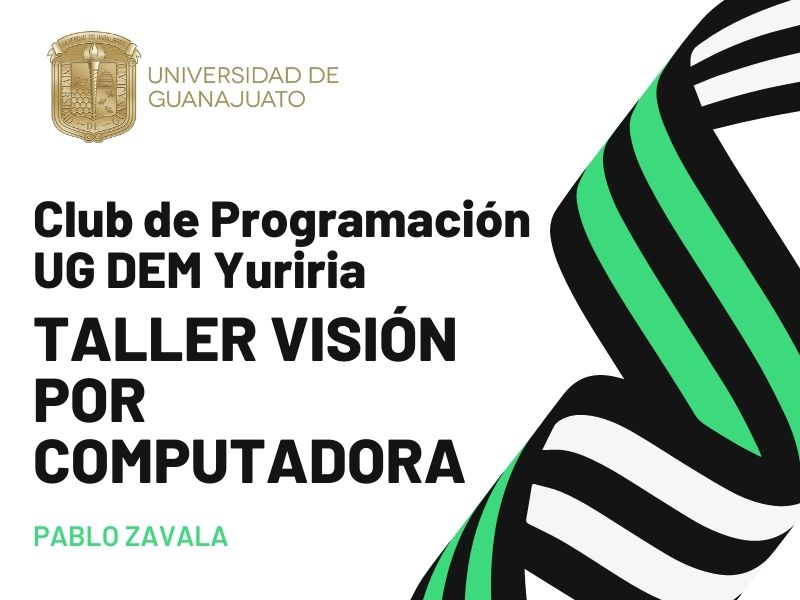 UNIVERSIDAD DE
GUANAJUATO
Club de Programación
UG DEM Yuriria
TALLER VISIÓN
POR
COMPUTADORA
PABLO ZAVALA